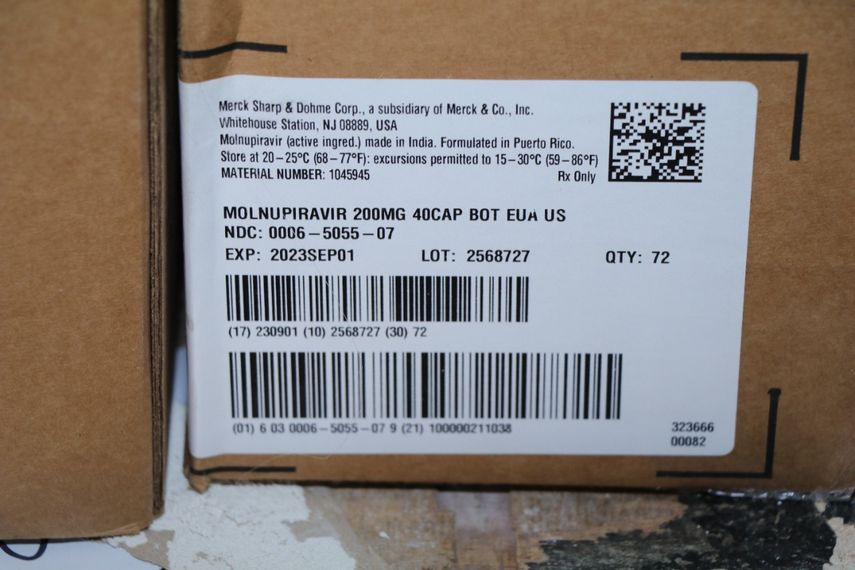 Merck Sharp & Dohme Corp., a subsidiary of Merck & Co., Inc.
Whitehouse Station, NJ 08889, USA
Molnupiravir (active ingred.) made in India. Formulated in Puerto Rico.
Store at 20–25°C (68–77°F): excursions permitted to 15–30°C (59–86°F)
MATERIAL NUMBER: 1045945 Rx Only
MOLNUPIRAVIR 200MG 40CAP BOT EUA US
NDC: 0006–5055–07
EXP: 2023SEP01 LOT: 2568727 QTY: 72
(17) 230901 (10) 2568727 (30) 72
(01) 6 03 0006–5055–07 9 (21) 100000211038
323666
00082